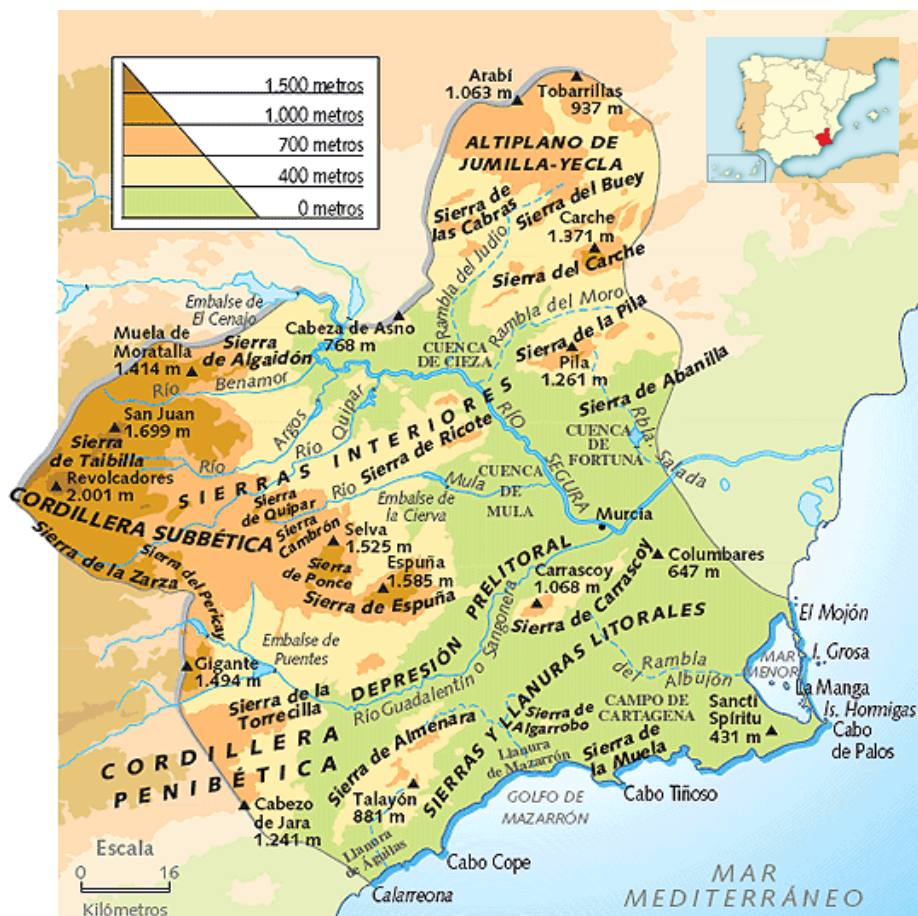 1.500 metros
1.000 metros
700 metros
400 metros
0 metros
Arabí
1.063 m
Tobarrillas
937 m
ALTIPLANO DE
JUMILLA-YECLA
Sierra de
las Cabras
Sierra del Buey
Carche
1.371 m
Rambla del Judío
Sierra del Carche
Embalse de
El Cenajo
Rambla del Moro
Cabeza de Asno
768 m
Muela de
Moratalla
1.414 m
Sierra
de Algaidón
CUENCA
DE CIEZA
Sierra de la Pila
Pila
1.261 m
Río Benamor
Sierra de Abanilla
San Juan
1.699 m
Argos
Río Quipar
SIERRAS INTERIORES
RÍO SEGURA
Rbla. Salada
CUENCA
DE
FORTUNA
Sierra
de Taibilla
Río
Sierra de Ricote
Revolcadores
2.001 m
CUENCA
DE
MULA
Río Mula
Sierra
de Quipar
Embalse de
la Cierva
CORDILLERA SUBBÉTICA
Sierra
Cambrón
Selva
1.525 m
Murcia
Sierra de la Zarza
Sierra del Pericay
Sierra
de Ponce
Espuña
1.585 m
Sierra de Espuña
Columbares
647 m
Carrascoy
1.068 m
Sierra de Carrascoy
DEPRESIÓN PRELITORAL
El Mojón
Embalse de
Puentes
SIERRAS Y LLANURAS LITORALES
I. Grosa
MAR
MENOR
Gigante
1.494 m
Río Guadalentín o Sangonera
Rambla
del Albujón
La Manga
Is. Hormigas
Sierra de la
Torrecilla
CAMPO DE
CARTAGENA
Sancti
Spíritu
431 m
Cabo
de Palos
Sierra de
Algarrobo
Sierra de Almenara
Llanura
de Mazarrón
Sierra de
la Muela
CORDILLERA
PENIBÉTICA
Talayón
881 m
GOLFO DE
MAZARRÓN
Cabo Tiñoso
Cabezo
de Jara
1.241 m
Llanura
de Águilas
Cabo Cope
Calarreona
Escala
0 16
Kilómetros
MAR
MEDITERRÁNEO